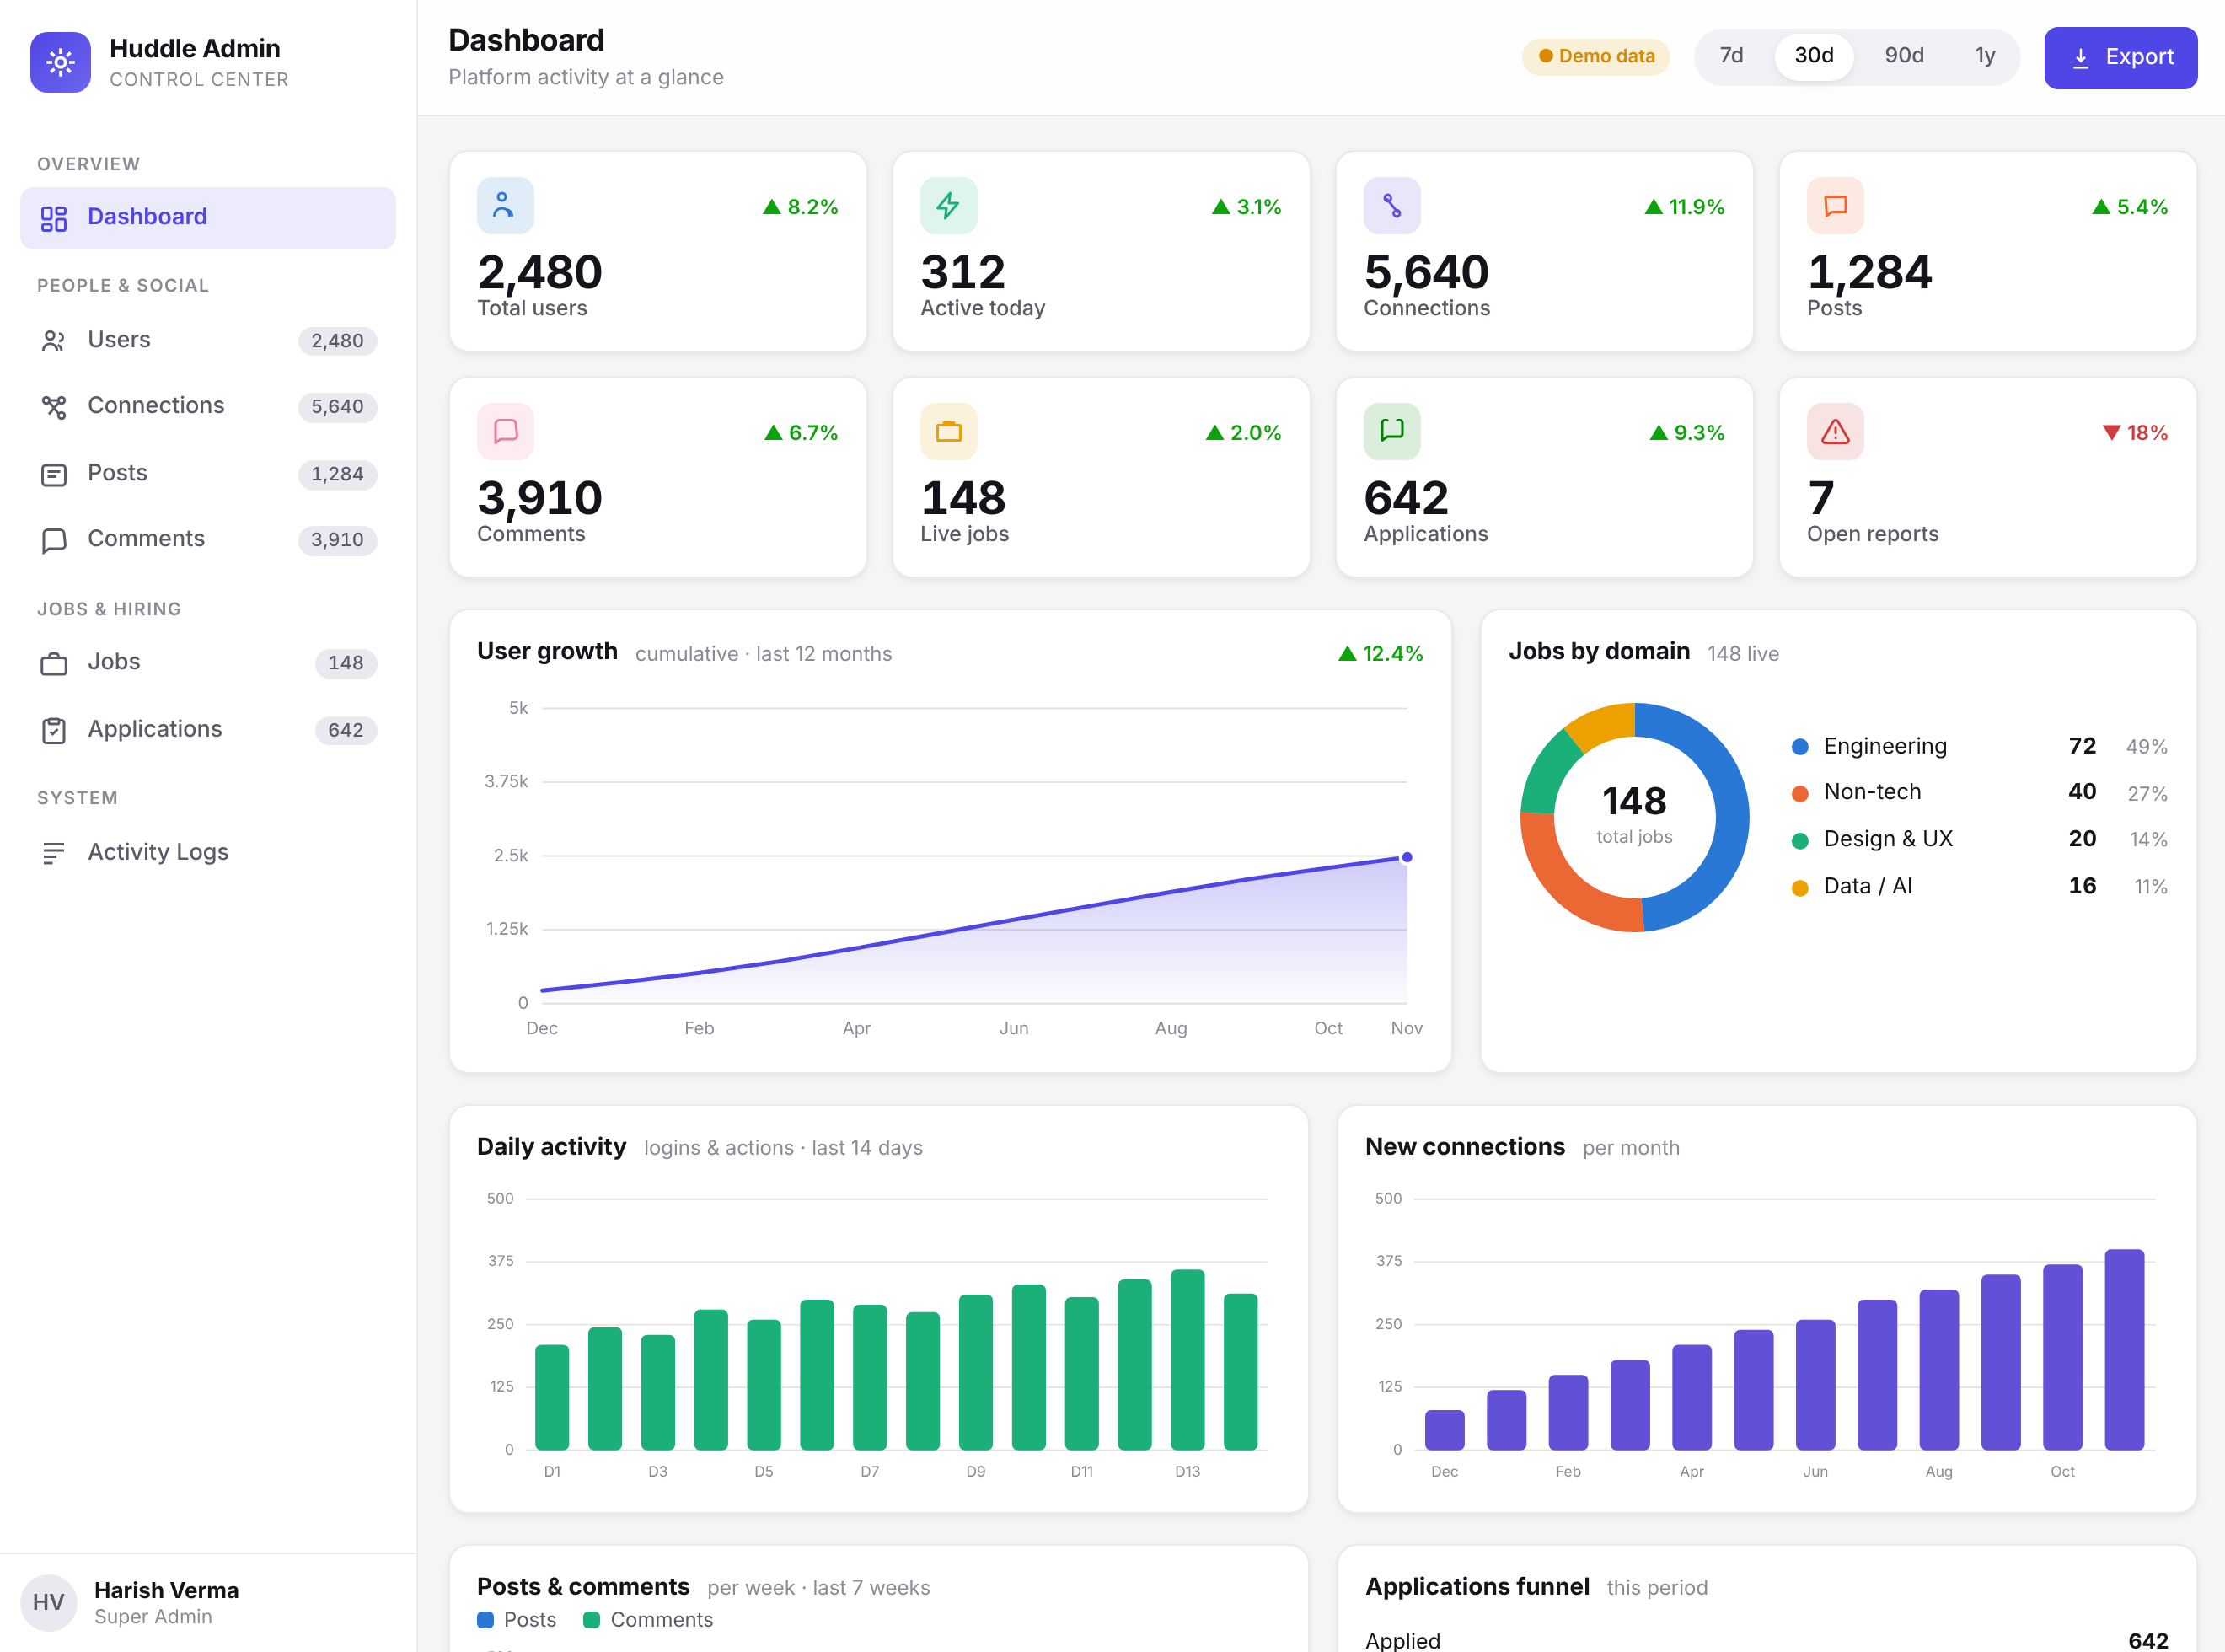 Huddle Admin
CONTROL CENTER
OVERVIEW
Dashboard
PEOPLE & SOCIAL
Users 2,480
Connections 5,640
Posts 1,284
Comments 3,910
JOBS & HIRING
Jobs 148
Applications 642
SYSTEM
Activity Logs
HV
Harish Verma
Super Admin
Dashboard
Platform activity at a glance
Demo data
7d 30d 90d 1y
Export
▲ 8.2%
2,480
Total users
▲ 3.1%
312
Active today
▲ 11.9%
5,640
Connections
▲ 5.4%
1,284
Posts
▲ 6.7%
3,910
Comments
▲ 2.0%
148
Live jobs
▲ 9.3%
642
Applications
▼ 18%
7
Open reports
User growth cumulative · last 12 months ▲ 12.4%
5k
3.75k
2.5k
1.25k
0
Dec Feb Apr Jun Aug Oct Nov
Jobs by domain 148 live
148
total jobs
Engineering 72 49%
Non-tech 40 27%
Design & UX 20 14%
Data / AI 16 11%
Daily activity logins & actions · last 14 days
500
375
250
125
0
D1 D3 D5 D7 D9 D11 D13
New connections per month
500
375
250
125
0
Dec Feb Apr Jun Aug Oct
Posts & comments per week · last 7 weeks
Posts Comments
Applications funnel this period
Applied 642